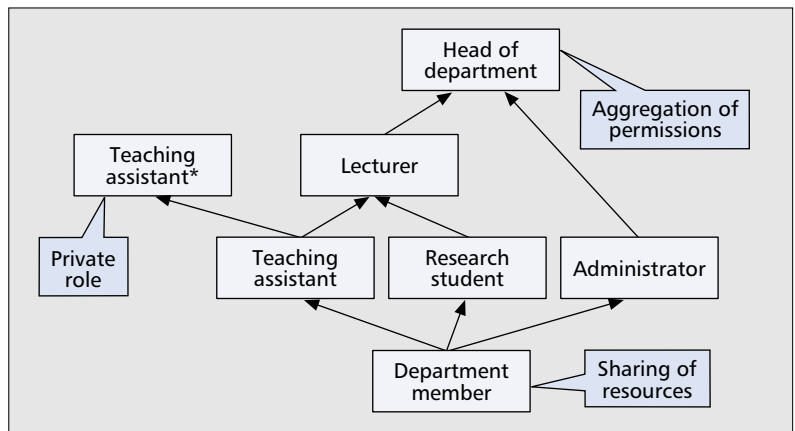 Head of
department
Aggregation of
permissions
Teaching
assistant*
Lecturer
Private
role
Teaching
assistant
Research
student
Administrator
Department
member
Sharing of
resources